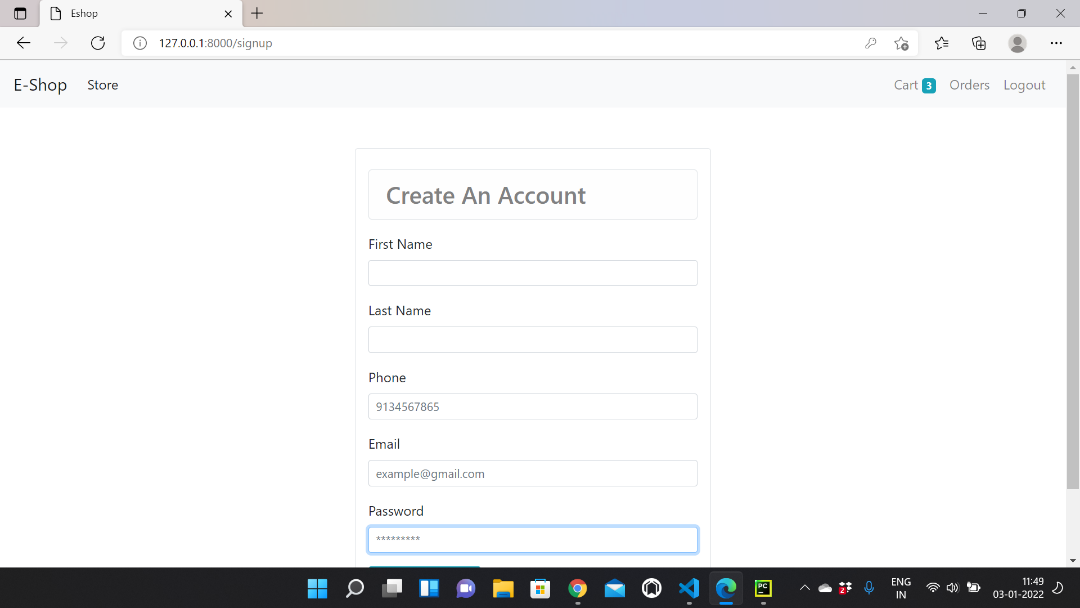 Eshop
127.0.0.1:8000/signup
E-Shop Store Cart 3 Orders Logout
Create An Account
First Name
Last Name
Phone
9134567865
Email
example@gmail.com
Password
*********
ENG 11:49
IN 03-01-2022